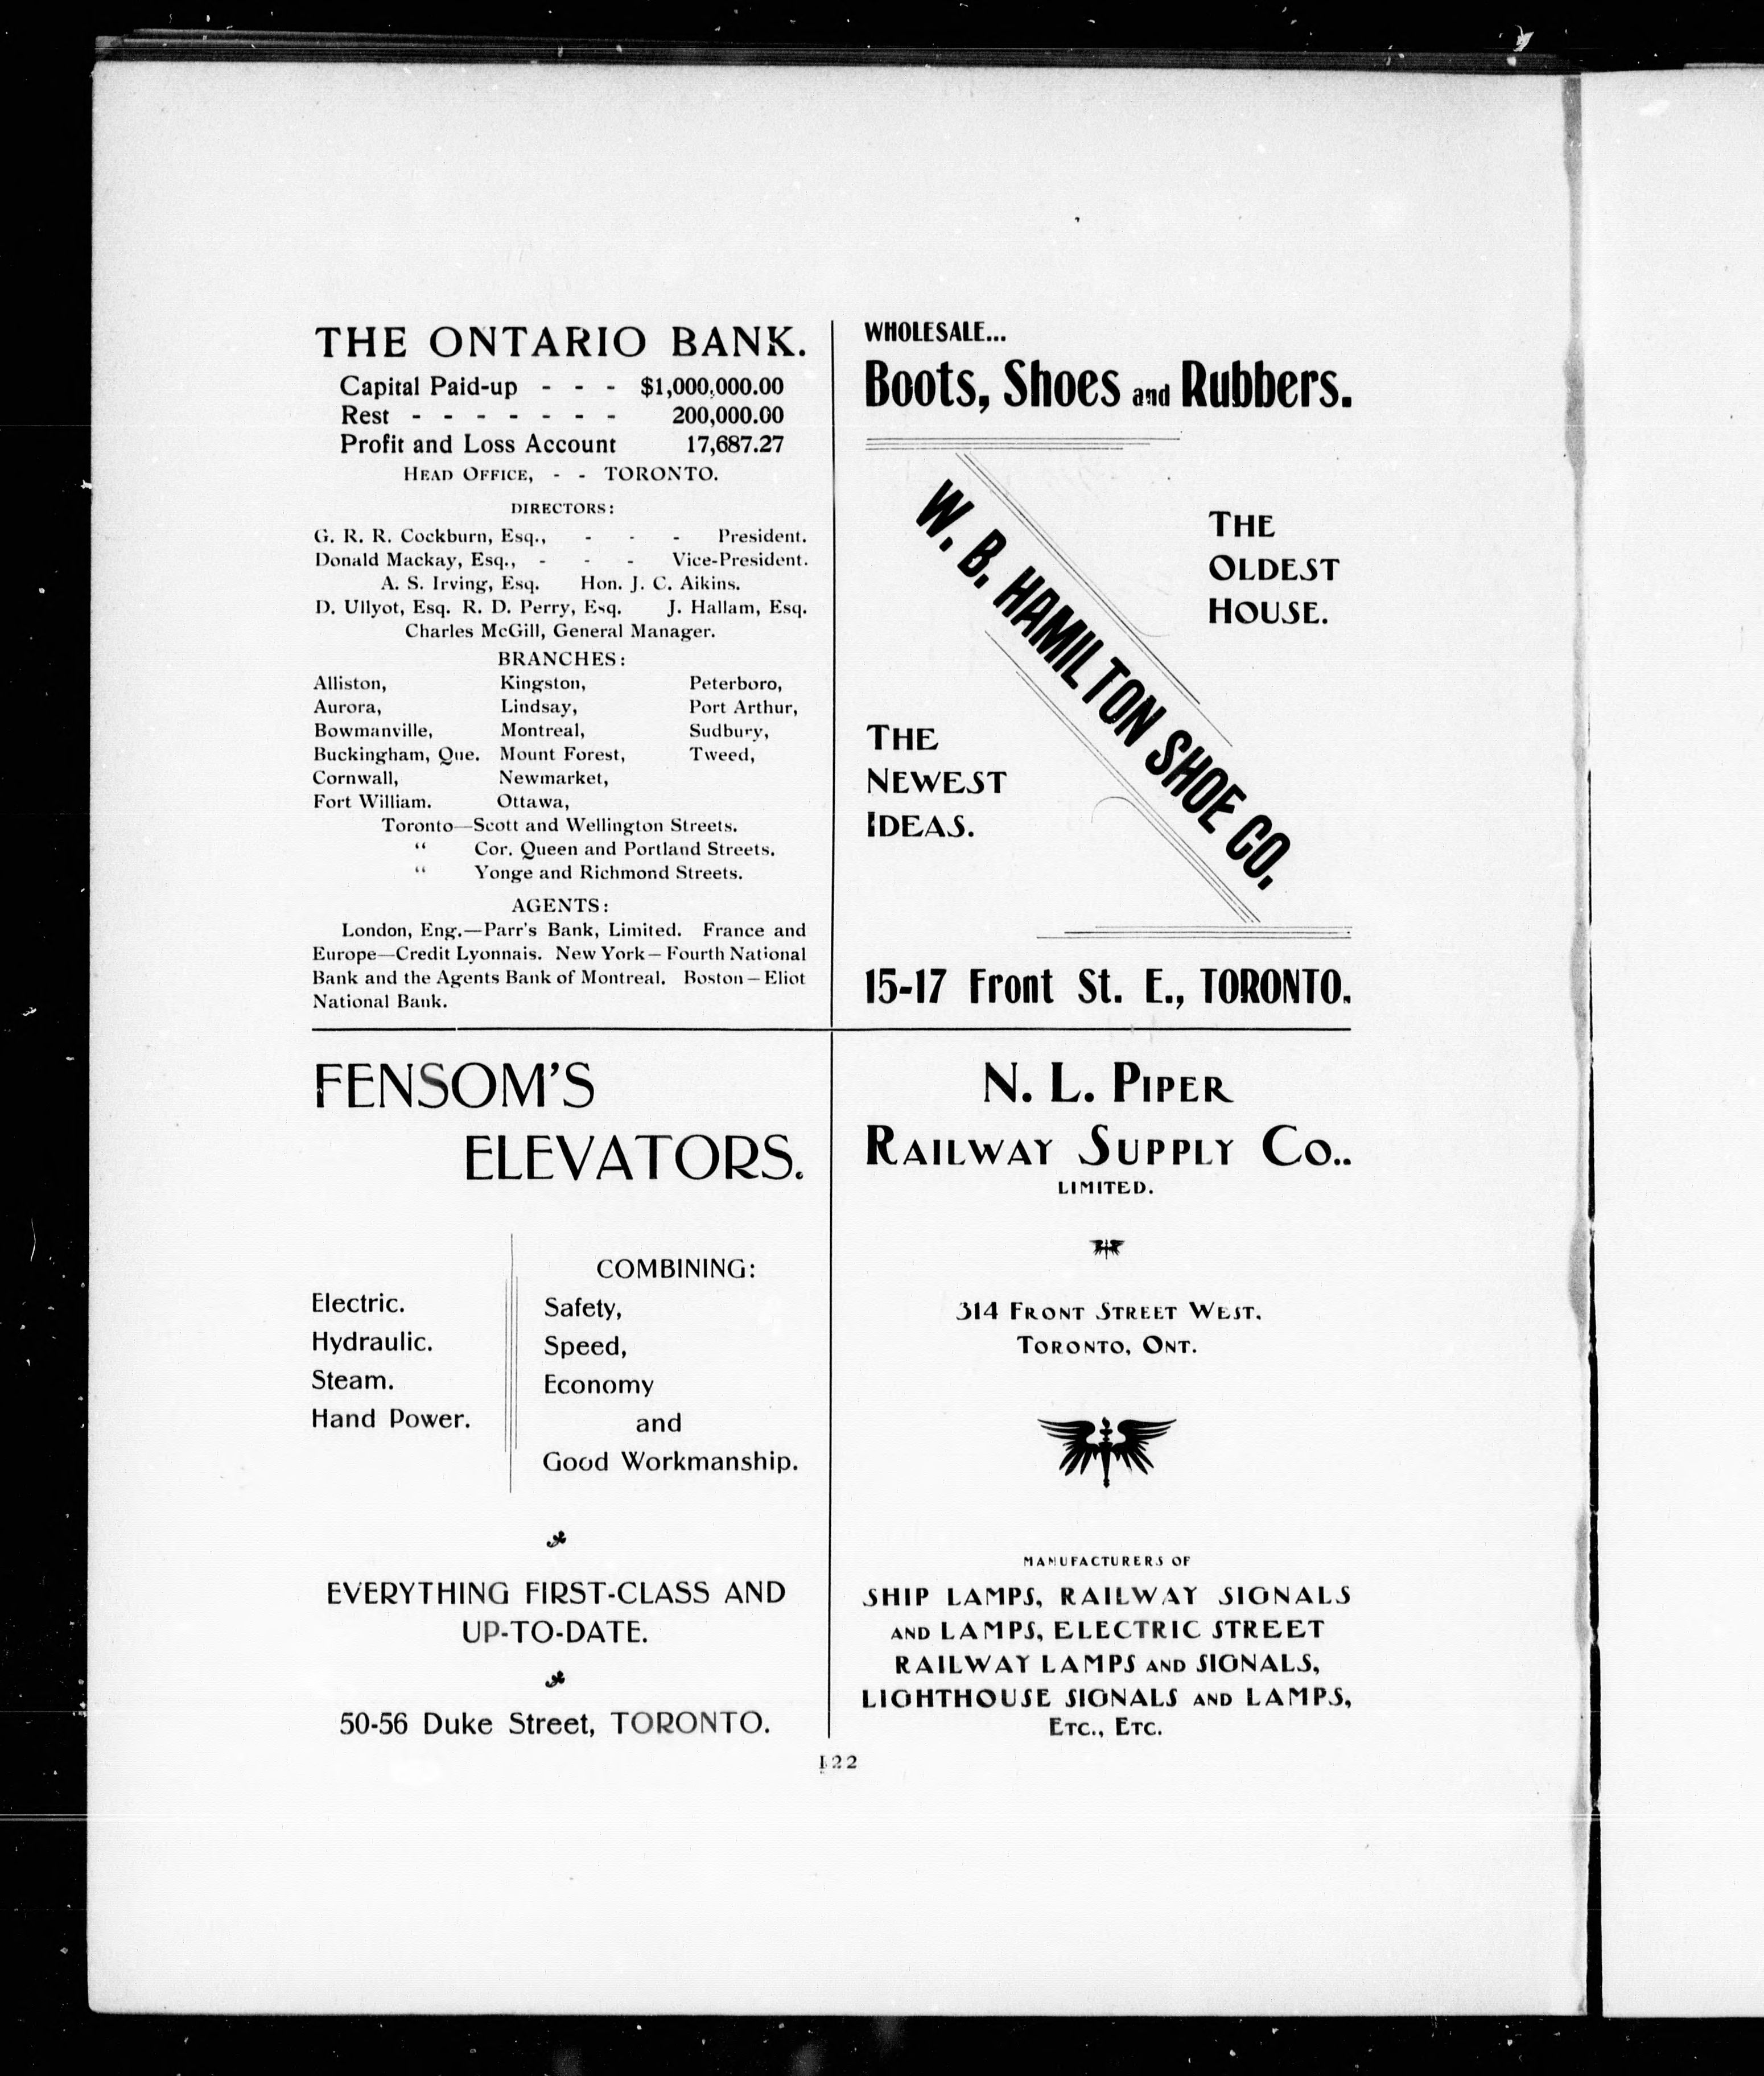 THE ONTARIO BANK.
Capital Paid-up - - - $1,000,000.00
Rest - - - - - - - 200,000.00
Profit and Loss Account 17,687.27
HEAD OFFICE, - - TORONTO.
DIRECTORS:
G. R. R. Cockburn, Esq., - - - President.
Donald Mackay, Esq., - - - Vice-President.
A. S. Irving, Esq. Hon. J. C. Aikins.
D. Ullyot, Esq. R. D. Perry, Esq. J. Hallam, Esq.
Charles McGill, General Manager.
BRANCHES:
Alliston, Kingston, Peterboro,
Aurora, Lindsay, Port Arthur,
Bowmanville, Montreal, Sudbury,
Buckingham, Que. Mount Forest, Tweed,
Cornwall, Newmarket,
Fort William. Ottawa,
Toronto—Scott and Wellington Streets.
“ Cor. Queen and Portland Streets.
“ Yonge and Richmond Streets.
AGENTS:
London, Eng.—Parr's Bank, Limited. France and
Europe—Credit Lyonnais. New York—Fourth National
Bank and the Agents Bank of Montreal. Boston—Eliot
National Bank.
WHOLESALE...
Boots, Shoes and Rubbers.
W. B. HAMILTON SHOE CO.
THE
OLDEST
HOUSE.
THE
NEWEST
IDEAS.
15-17 Front St. E., TORONTO.
FENSOM'S
ELEVATORS.
Electric.
Hydraulic.
Steam.
Hand Power.
COMBINING:
Safety,
Speed,
Economy
and
Good Workmanship.
EVERYTHING FIRST-CLASS AND
UP-TO-DATE.
50-56 Duke Street, TORONTO.
N. L. PIPER
RAILWAY SUPPLY CO..
LIMITED.
314 FRONT STREET WEST.
TORONTO, ONT.
MANUFACTURERS OF
SHIP LAMPS, RAILWAY SIGNALS
AND LAMPS, ELECTRIC STREET
RAILWAY LAMPS AND SIGNALS,
LIGHTHOUSE SIGNALS AND LAMPS,
ETC., ETC.
122